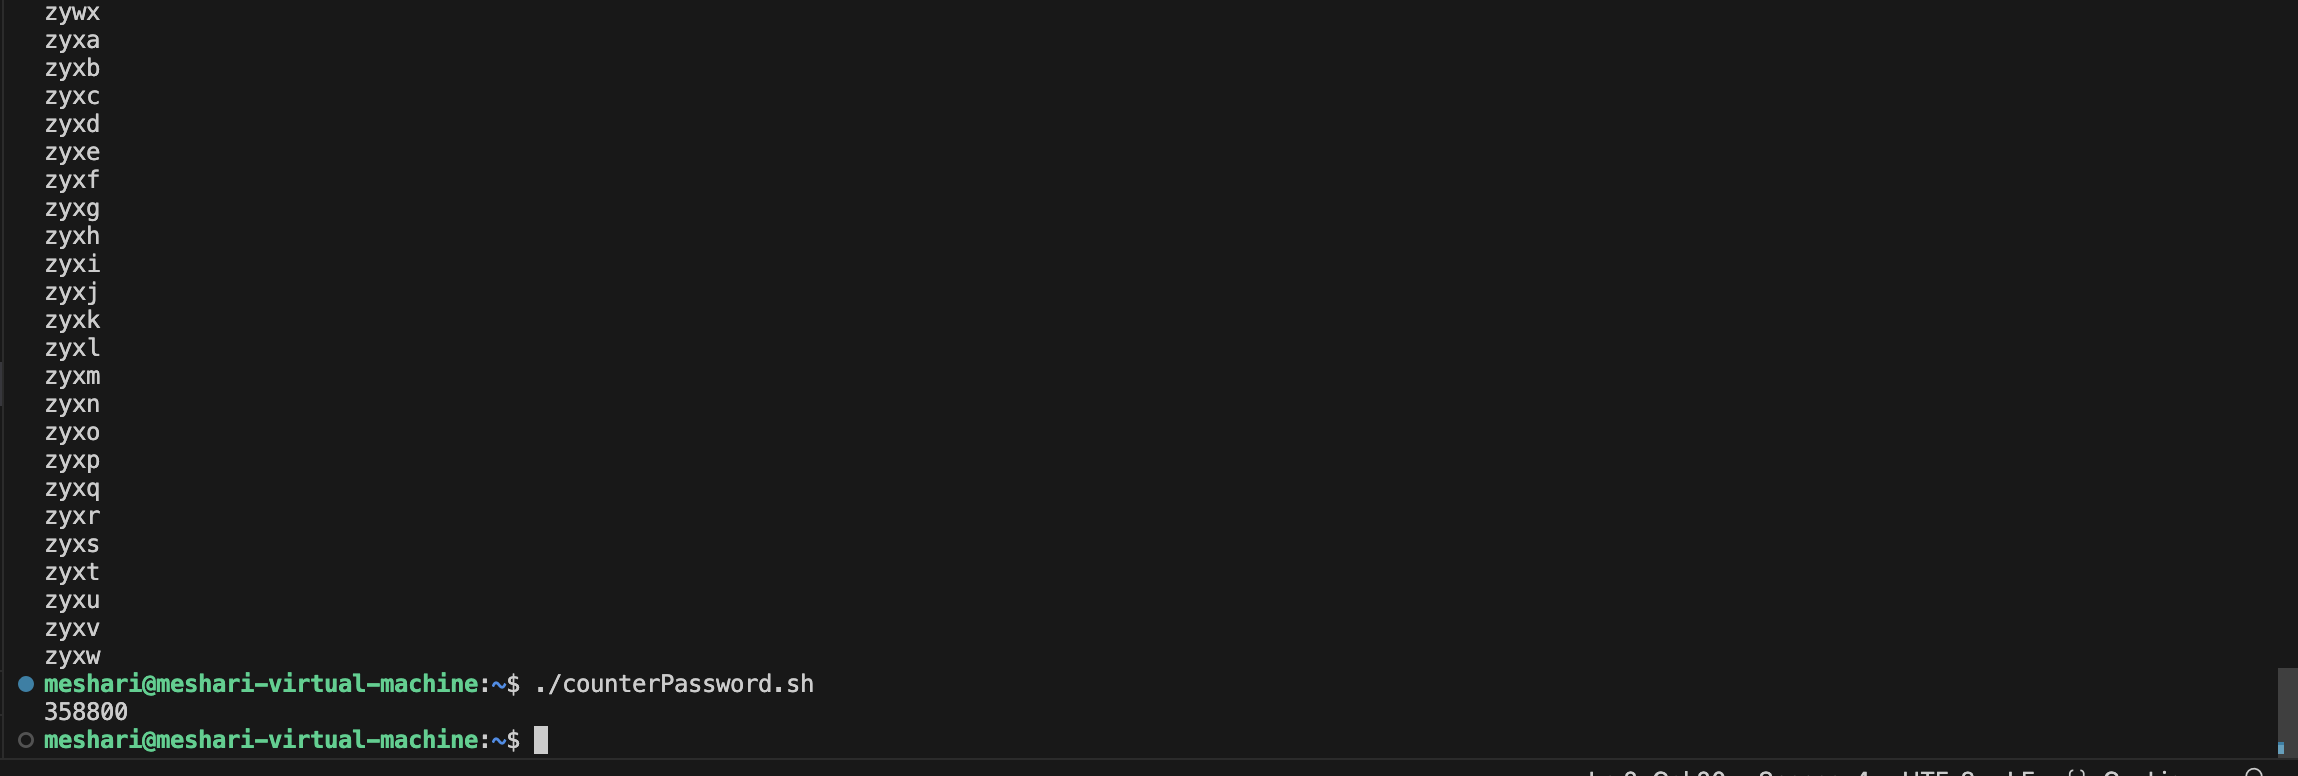 zywx
zyxa
zyxb
zyxc
zyxd
zyxe
zyxf
zyxg
zyxh
zyxi
zyxj
zyxk
zyxl
zyxm
zyxn
zyxo
zyxp
zyxq
zyxr
zyxs
zyxt
zyxu
zyxv
zyxw
meshari@meshari-virtual-machine:~$ ./counterPassword.sh
358800
meshari@meshari-virtual-machine:~$